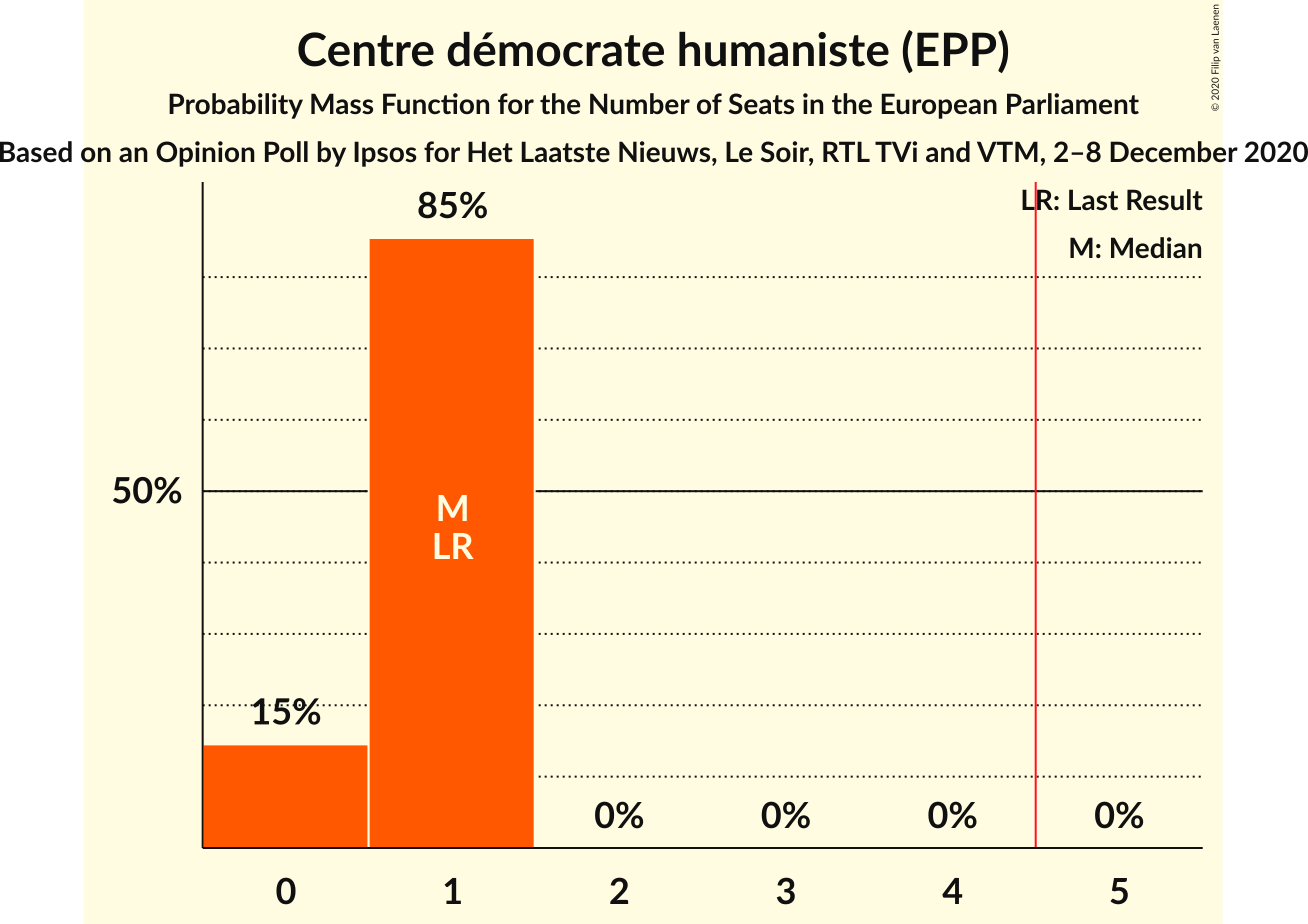 Centre démocrate humaniste (EPP)
Probability Mass Function for the Number of Seats in the European Parliament
Based on an Opinion Poll by Ipsos for Het Laatste Nieuws, Le Soir, RTL TVi and VTM, 2–8 December 2020
© 2020 Filip van Laenen
LR: Last Result
M: Median
85%
50%
M
LR
15%
0% 0% 0% 0%
0 1 2 3 4 5